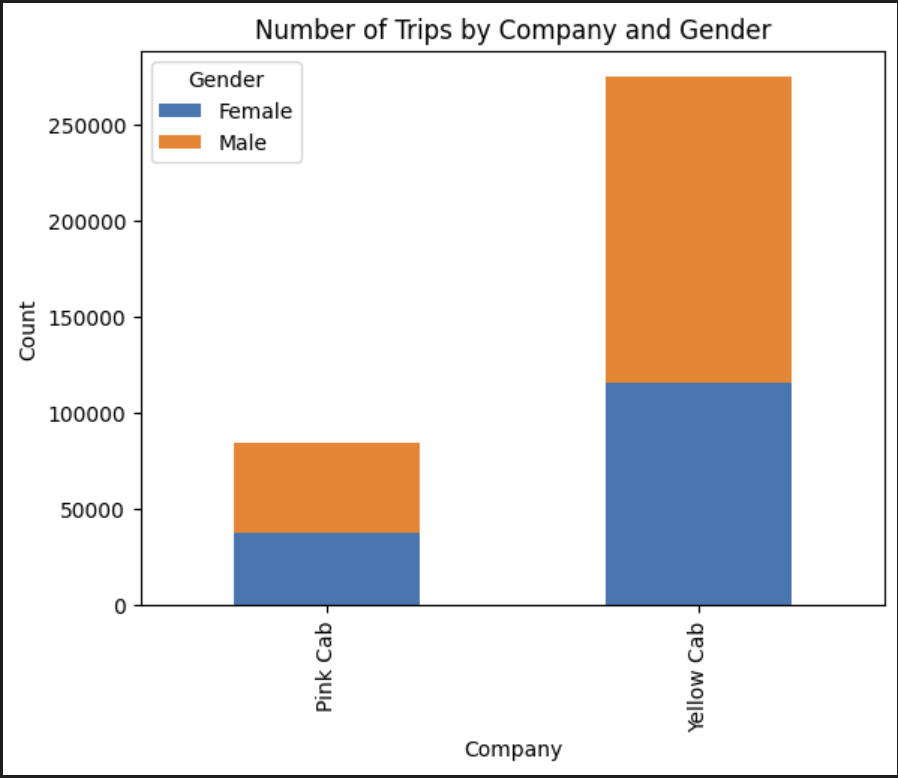 Number of Trips by Company and Gender
Gender
Female
Male
250000
200000
150000
100000
50000
0
Count
Pink Cab
Yellow Cab
Company